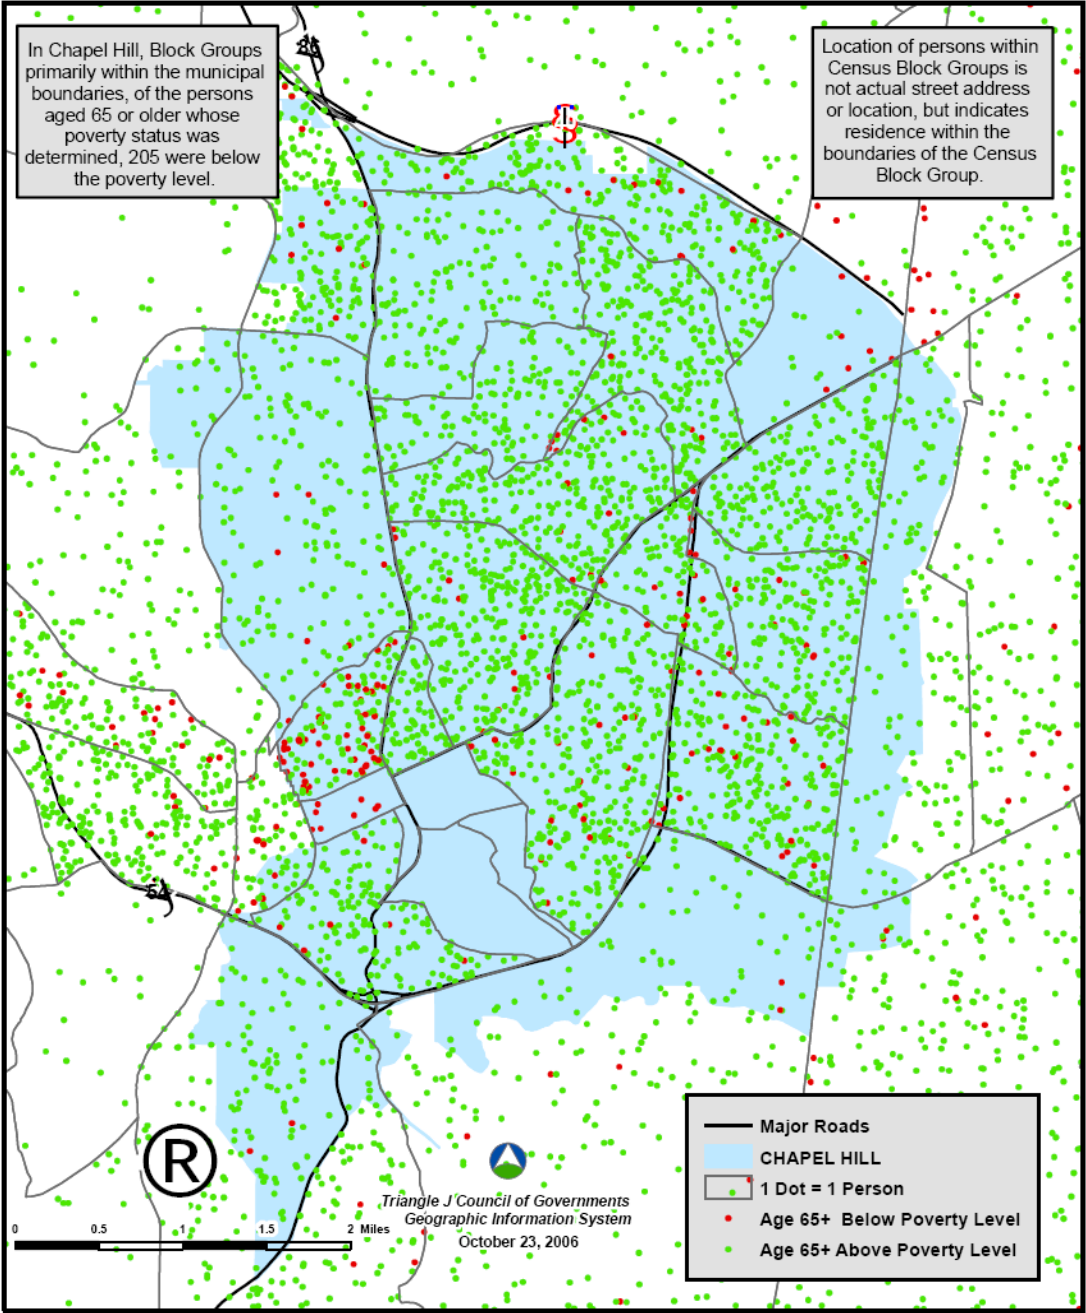 In Chapel Hill, Block Groups
primarily within the municipal
boundaries, of the persons
aged 65 or older whose
poverty status was
determined, 205 were below
the poverty level.
Location of persons within
Census Block Groups is
not actual street address
or location, but indicates
residence within the
boundaries of the Census
Block Group.
86
54
®
Major Roads
CHAPEL HILL
1 Dot = 1 Person
Age 65+ Below Poverty Level
Age 65+ Above Poverty Level
Triangle J Council of Governments
Geographic Information System
October 23, 2006
0 0.5 1 1.5 2 Miles